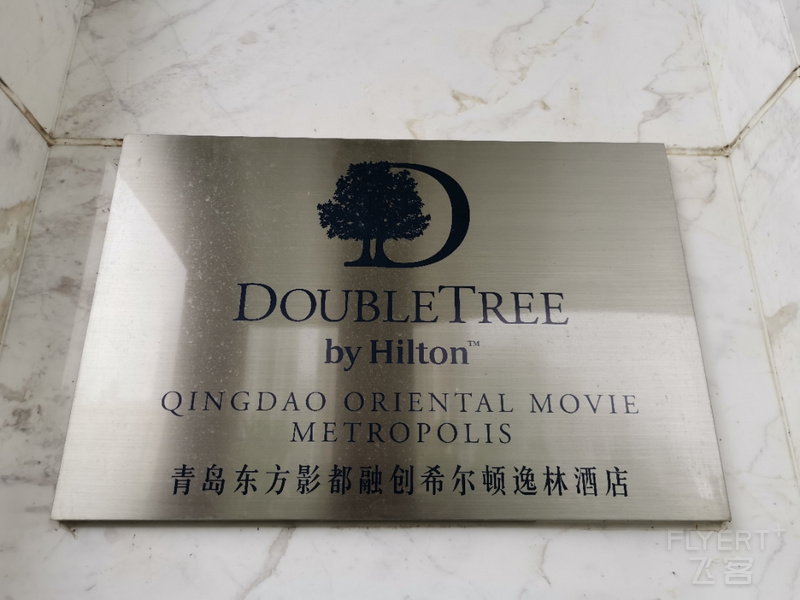 DOUBLETREE
by Hilton™
QINGDAO ORIENTAL MOVIE
METROPOLIS
青岛东方影都融创希尔顿逸林酒店
FLYERT+
飞客